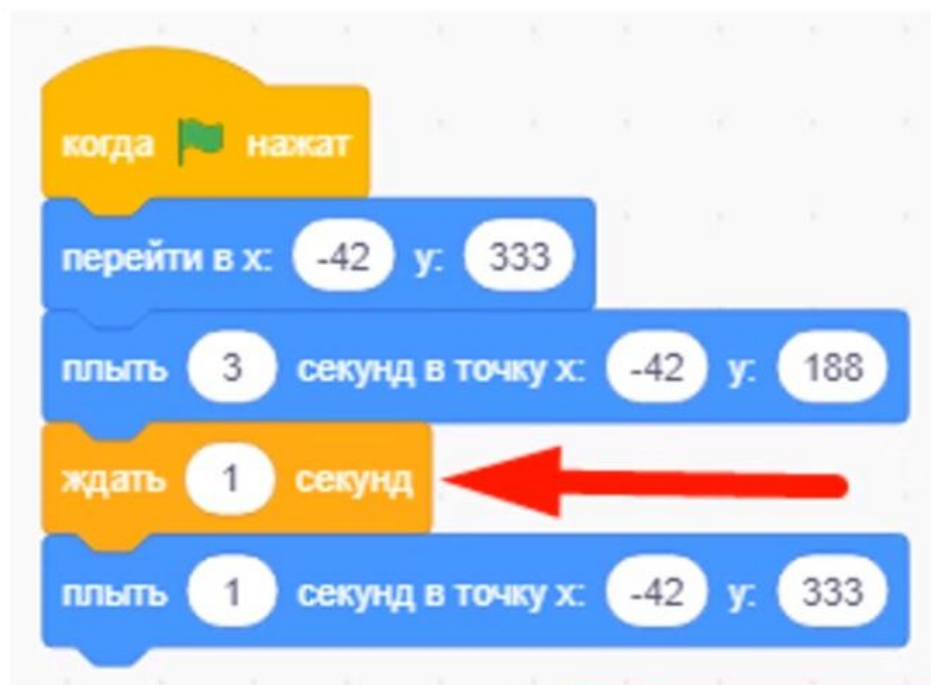 когда нажат
перейти в x: -42 y: 333
плыть 3 секунд в точку x: -42 y: 188
ждать 1 секунд
плыть 1 секунд в точку x: -42 y: 333